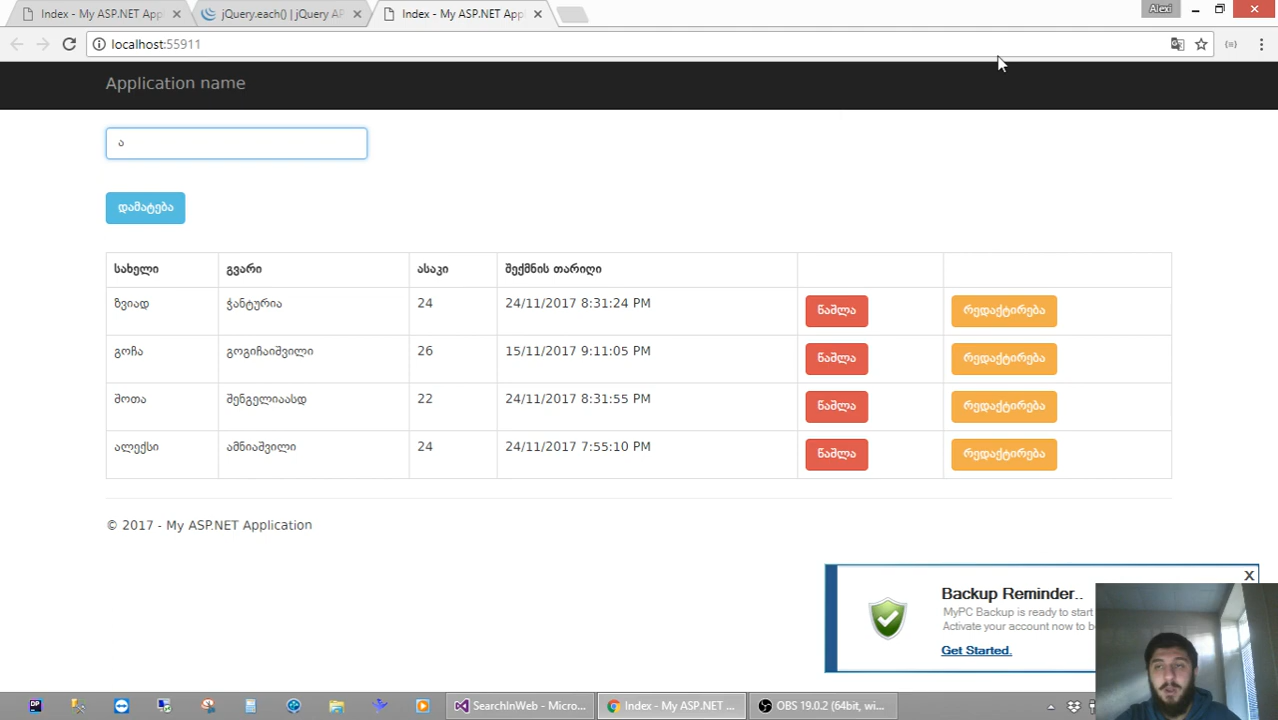 Index - My ASP.NET App
jQuery.each() | jQuery AP
Index - My ASP.NET App
Alexi
localhost:55911
Application name
ა
დამატება
სახელი გვარი ასაკი შექმნის თარიღი
ზვიად ჭანტურია 24 24/11/2017 8:31:24 PM წაშლა რედაქტირება
გოჩა გოგიჩაიშვილი 26 15/11/2017 9:11:05 PM წაშლა რედაქტირება
შოთა შენგელიაასდ 22 24/11/2017 8:31:55 PM წაშლა რედაქტირება
ალექსი ამნიაშვილი 24 24/11/2017 7:55:10 PM წაშლა რედაქტირება
© 2017 - My ASP.NET Application
X
Backup Reminder..
MyPC Backup is ready to start
Activate your account now to b
Get Started.
DP
SearchInWeb - Micro...
Index - My ASP.NET ...
OBS 19.0.2 (64bit, wi...